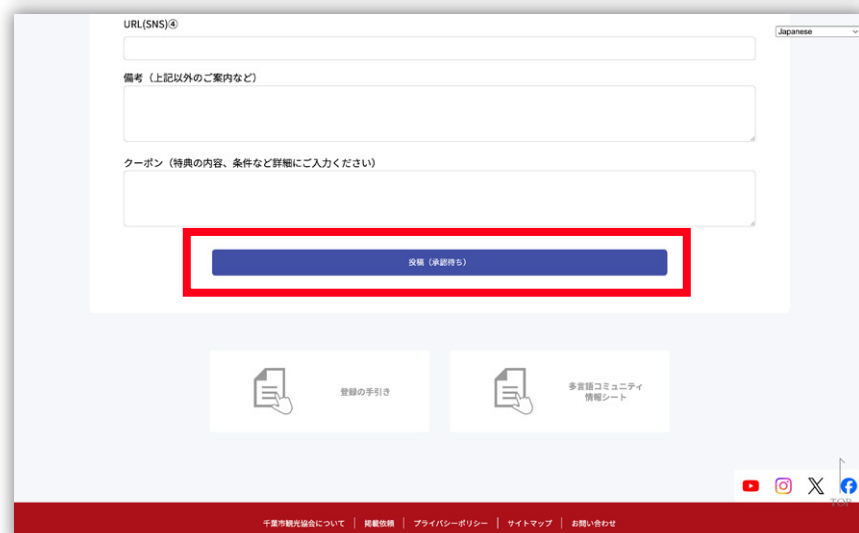 URL(SNS)④
Japanese
備考（上記以外のご案内など）
クーポン（特典の内容、条件など詳細にご入力ください）
投稿（承認待ち）
登録の手引き
多言語コミュニティ
情報シート
TOP
千葉市観光協会について | 掲載依頼 | プライバシーポリシー | サイトマップ | お問い合わせ